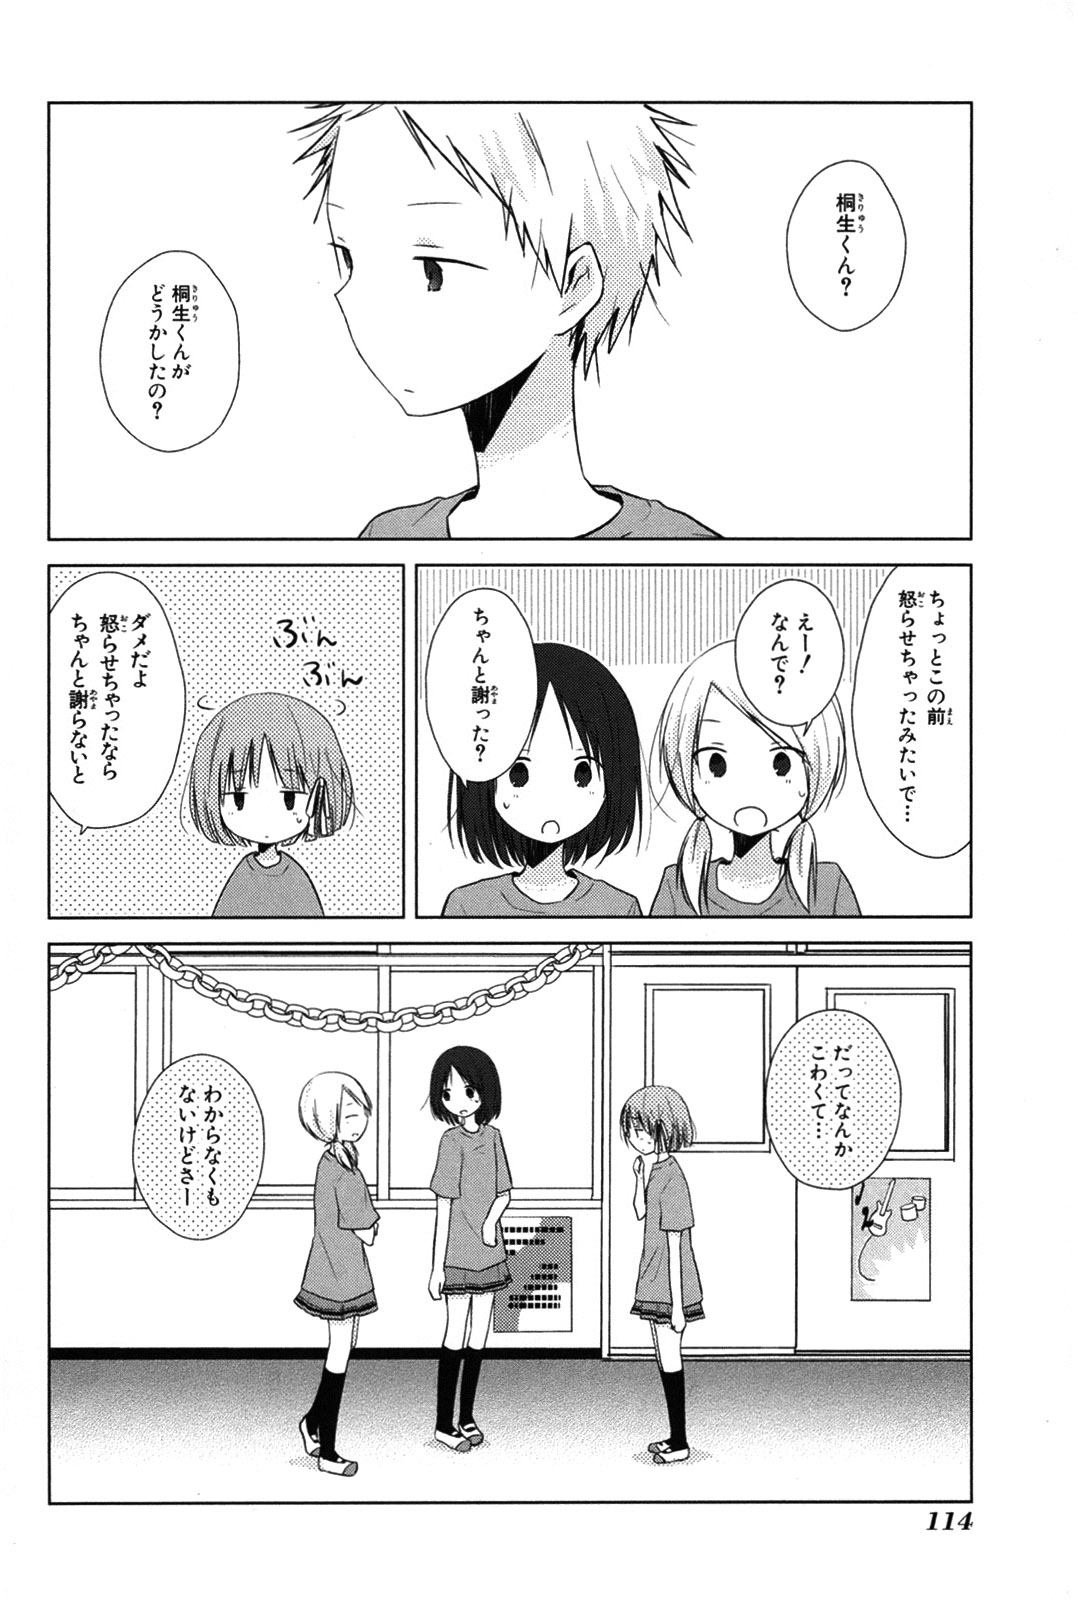 桐生くん？
桐生くんが
どうかしたの？
ちょっとこの前
怒らせちゃったみたいで…
えー！
なんで？
ちゃんと謝った？
ぶん
ぶん
ダメだよ
怒らせちゃったなら
ちゃんと謝らないと
だってなんか
こわくて…
わからなくも
ないけどさー
114